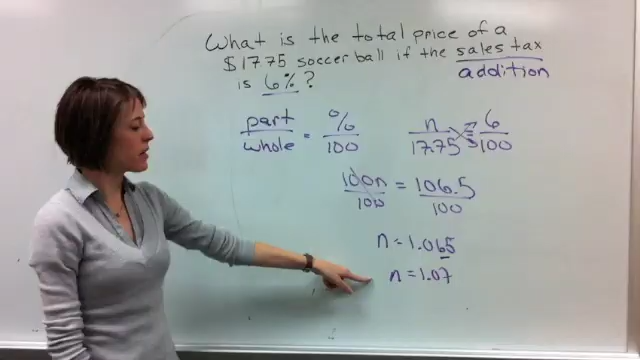 What is the total price of a
$17.75 soccer ball if the sales tax
addition
is 6%?
part/whole = %/100
n/17.75 = 6/100
100n/100 = 106.5/100
n = 1.065
n = 1.07